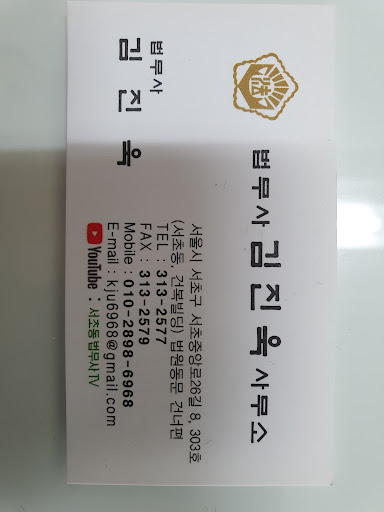 법무사 김진욱 사무소
법무사
김 진 욱
서울시 서초구 서초중앙로26길 8, 303호
(서초동, 건복빌딩) 법원동문 건너편
TEL : 313-2577
FAX : 313-2579
Mobile : 010-2898-6968
E-mail : kju6968@gmail.com
YouTube : 서초동법무사TV